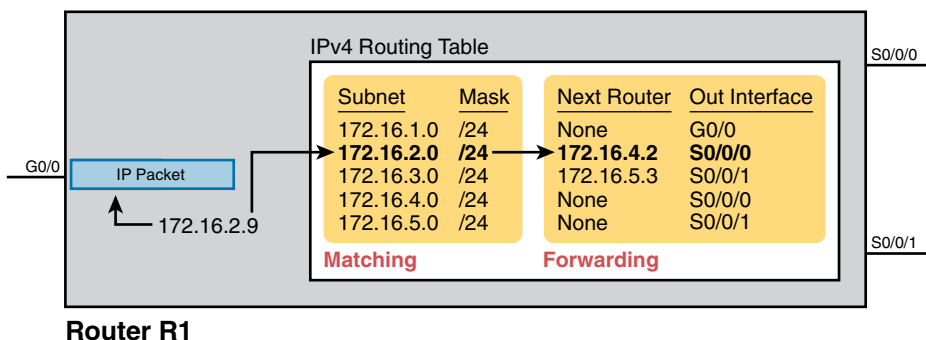 IPv4 Routing Table
S0/0/0
Subnet Mask Next Router Out Interface
172.16.1.0 /24 None G0/0
172.16.2.0 /24 172.16.4.2 S0/0/0
172.16.3.0 /24 172.16.5.3 S0/0/1
172.16.4.0 /24 None S0/0/0
172.16.5.0 /24 None S0/0/1
G0/0
IP Packet
172.16.2.9
Matching Forwarding
S0/0/1
Router R1